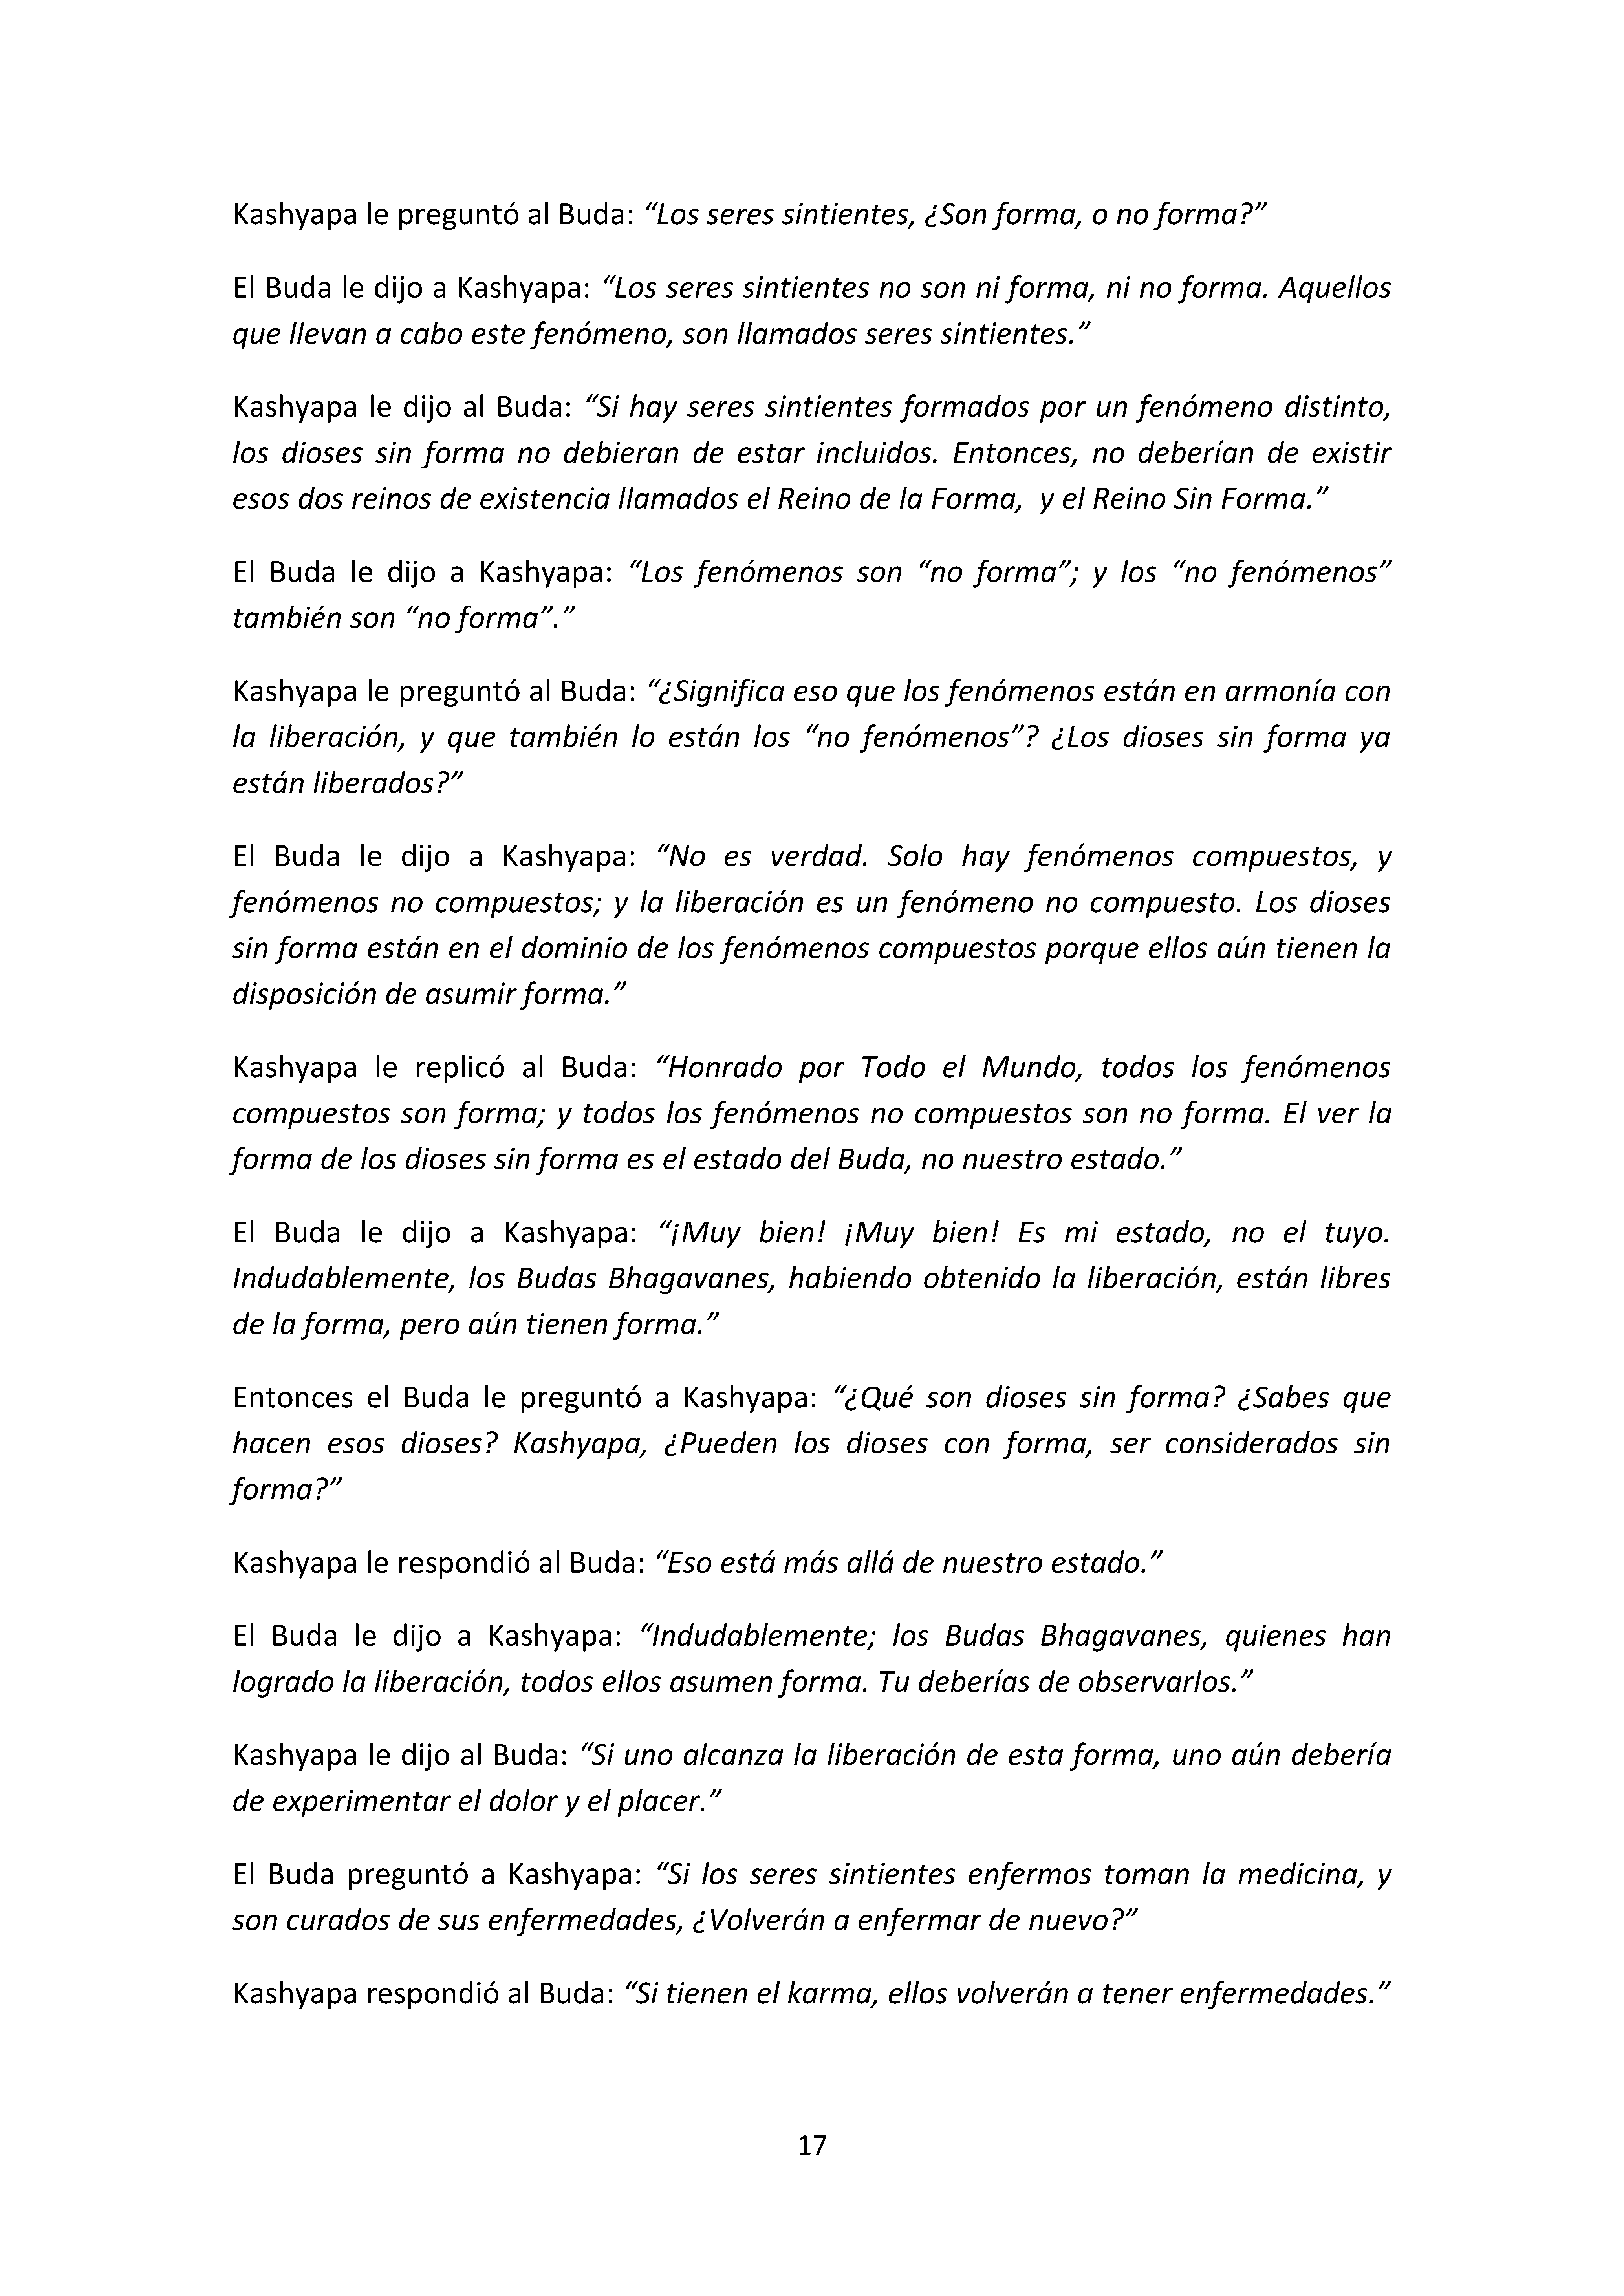 Kashyapa le preguntó al Buda: “Los seres sintientes, ¿Son forma, o no forma?”
El Buda le dijo a Kashyapa: “Los seres sintientes no son ni forma, ni no forma. Aquellos
que llevan a cabo este fenómeno, son llamados seres sintientes.”
Kashyapa le dijo al Buda: “Si hay seres sintientes formados por un fenómeno distinto,
los dioses sin forma no debieran de estar incluidos. Entonces, no deberían de existir
esos dos reinos de existencia llamados el Reino de la Forma,  y el Reino Sin Forma.”
El Buda le dijo a Kashyapa: “Los fenómenos son “no forma”; y los “no fenómenos”
también son “no forma”.”
Kashyapa le preguntó al Buda: “¿Significa eso que los fenómenos están en armonía con
la liberación, y que también lo están los “no fenómenos”? ¿Los dioses sin forma ya
están liberados?”
El Buda le dijo a Kashyapa: “No es verdad. Solo hay fenómenos compuestos, y
fenómenos no compuestos; y la liberación es un fenómeno no compuesto. Los dioses
sin forma están en el dominio de los fenómenos compuestos porque ellos aún tienen la
disposición de asumir forma.”
Kashyapa le replicó al Buda: “Honrado por Todo el Mundo, todos los fenómenos
compuestos son forma; y todos los fenómenos no compuestos son no forma. El ver la
forma de los dioses sin forma es el estado del Buda, no nuestro estado.”
El Buda le dijo a Kashyapa: “¡Muy bien! ¡Muy bien! Es mi estado, no el tuyo.
Indudablemente, los Budas Bhagavanes, habiendo obtenido la liberación, están libres
de la forma, pero aún tienen forma.”
Entonces el Buda le preguntó a Kashyapa: “¿Qué son dioses sin forma? ¿Sabes que
hacen esos dioses? Kashyapa, ¿Pueden los dioses con forma, ser considerados sin
forma?”
Kashyapa le respondió al Buda: “Eso está más allá de nuestro estado.”
El Buda le dijo a Kashyapa: “Indudablemente; los Budas Bhagavanes, quienes han
logrado la liberación, todos ellos asumen forma. Tu deberías de observarlos.”
Kashyapa le dijo al Buda: “Si uno alcanza la liberación de esta forma, uno aún debería
de experimentar el dolor y el placer.”
El Buda preguntó a Kashyapa: “Si los seres sintientes enfermos toman la medicina, y
son curados de sus enfermedades, ¿Volverán a enfermar de nuevo?”
Kashyapa respondió al Buda: “Si tienen el karma, ellos volverán a tener enfermedades.”
17